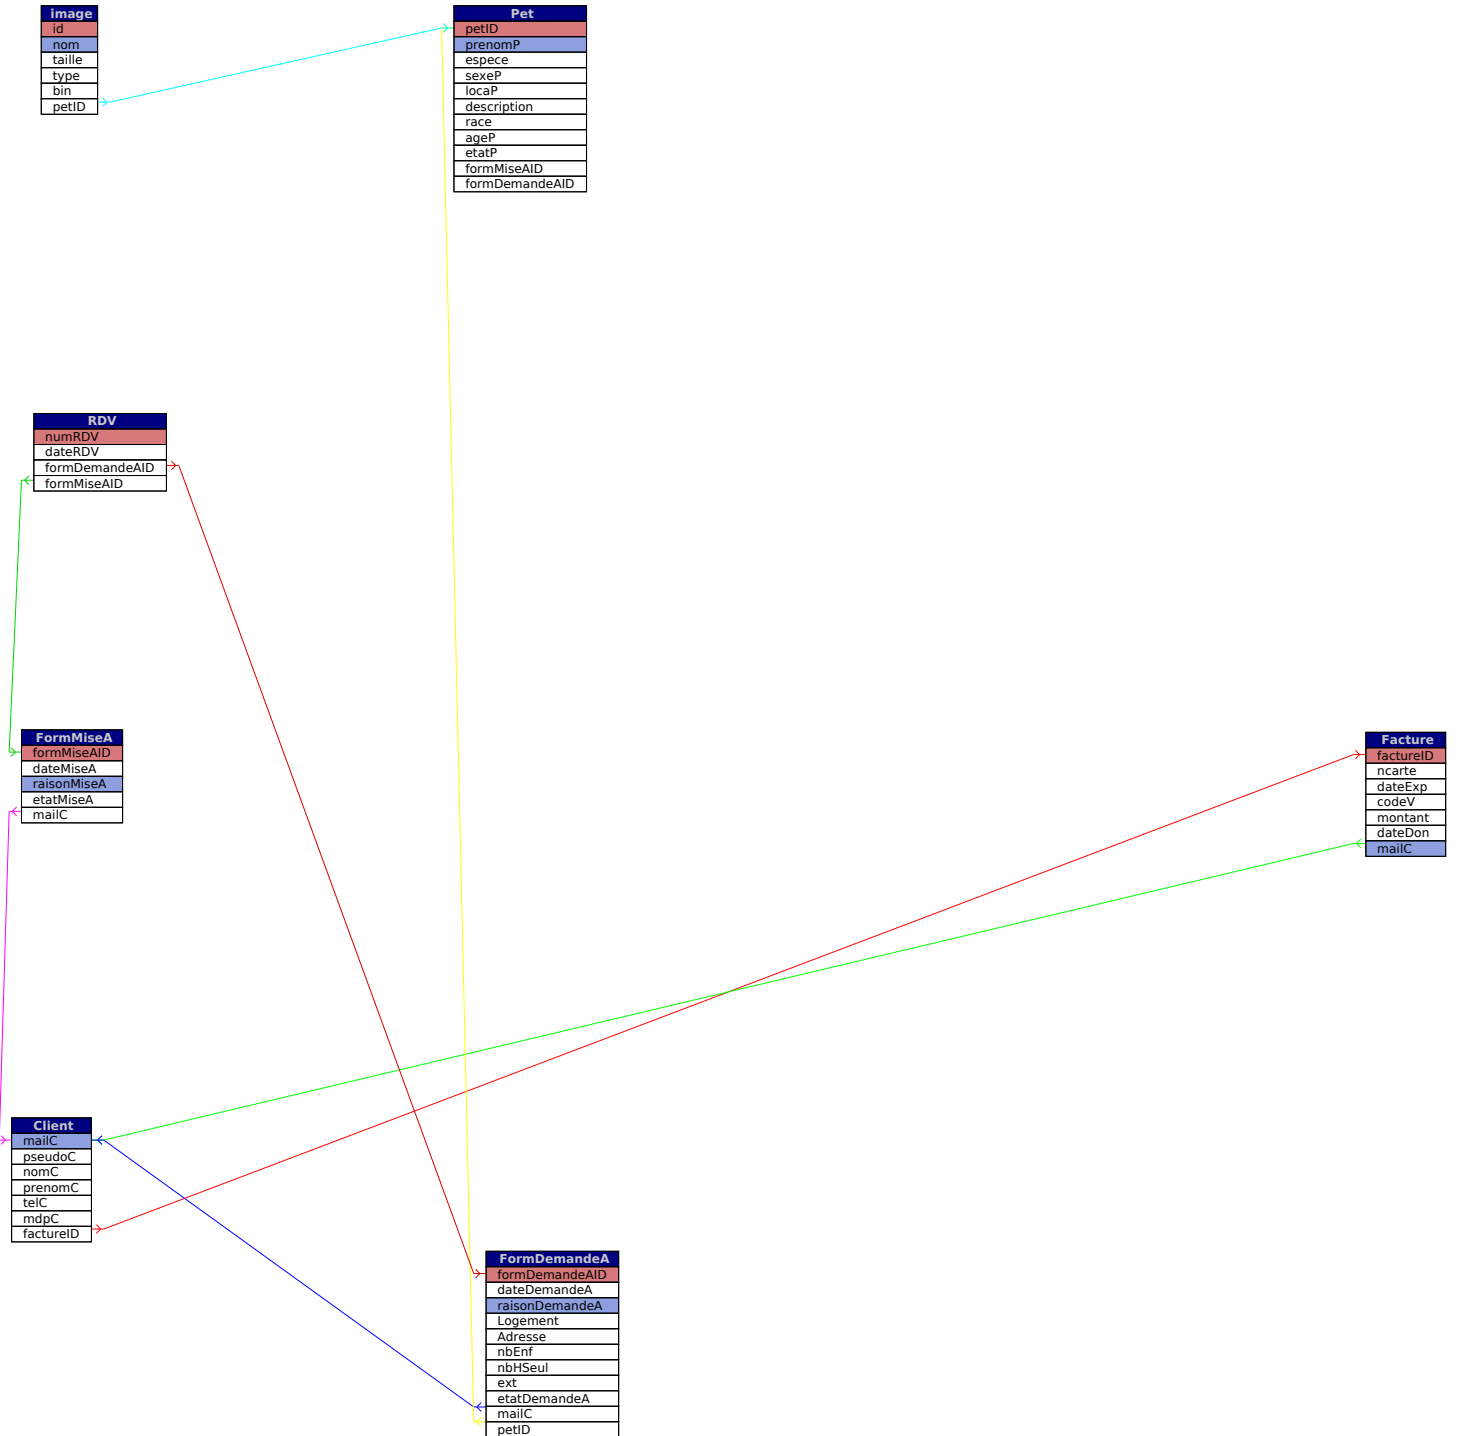 image
id
nom
taille
type
bin
petID
Pet
petID
prenomP
espece
sexeP
locaP
description
race
ageP
etatP
formMiseAID
formDemandeAID
RDV
numRDV
dateRDV
formDemandeAID
formMiseAID
FormMiseA
formMiseAID
dateMiseA
raisonMiseA
etatMiseA
mailC
Facture
factureID
ncarte
dateExp
codeV
montant
dateDon
mailC
Client
mailC
pseudoC
nomC
prenomC
telC
mdpC
factureID
FormDemandeA
formDemandeAID
dateDemandeA
raisonDemandeA
Logement
Adresse
nbEnf
nbHSeul
ext
etatDemandeA
mailC
petID